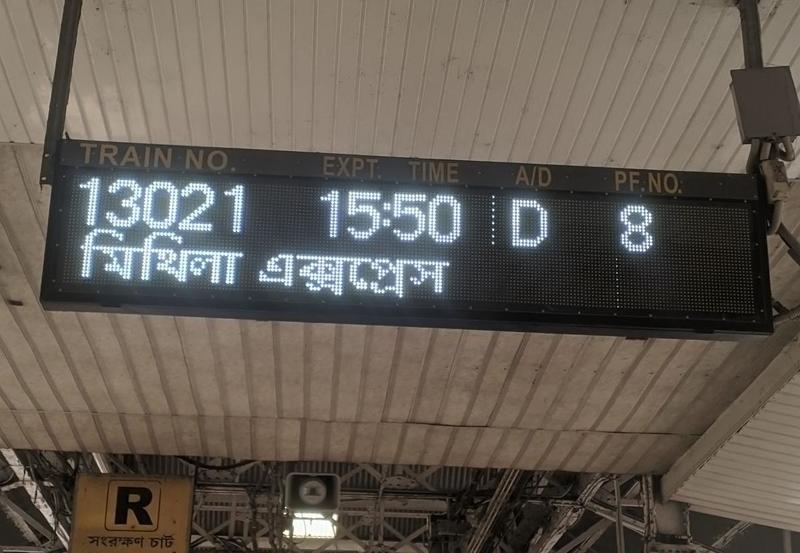 TRAIN NO. EXPT. TIME A/D PF.NO.
13021 15:50 D 8
মিথিলা এক্সপ্রেস
R
সংরক্ষণ চার্ট